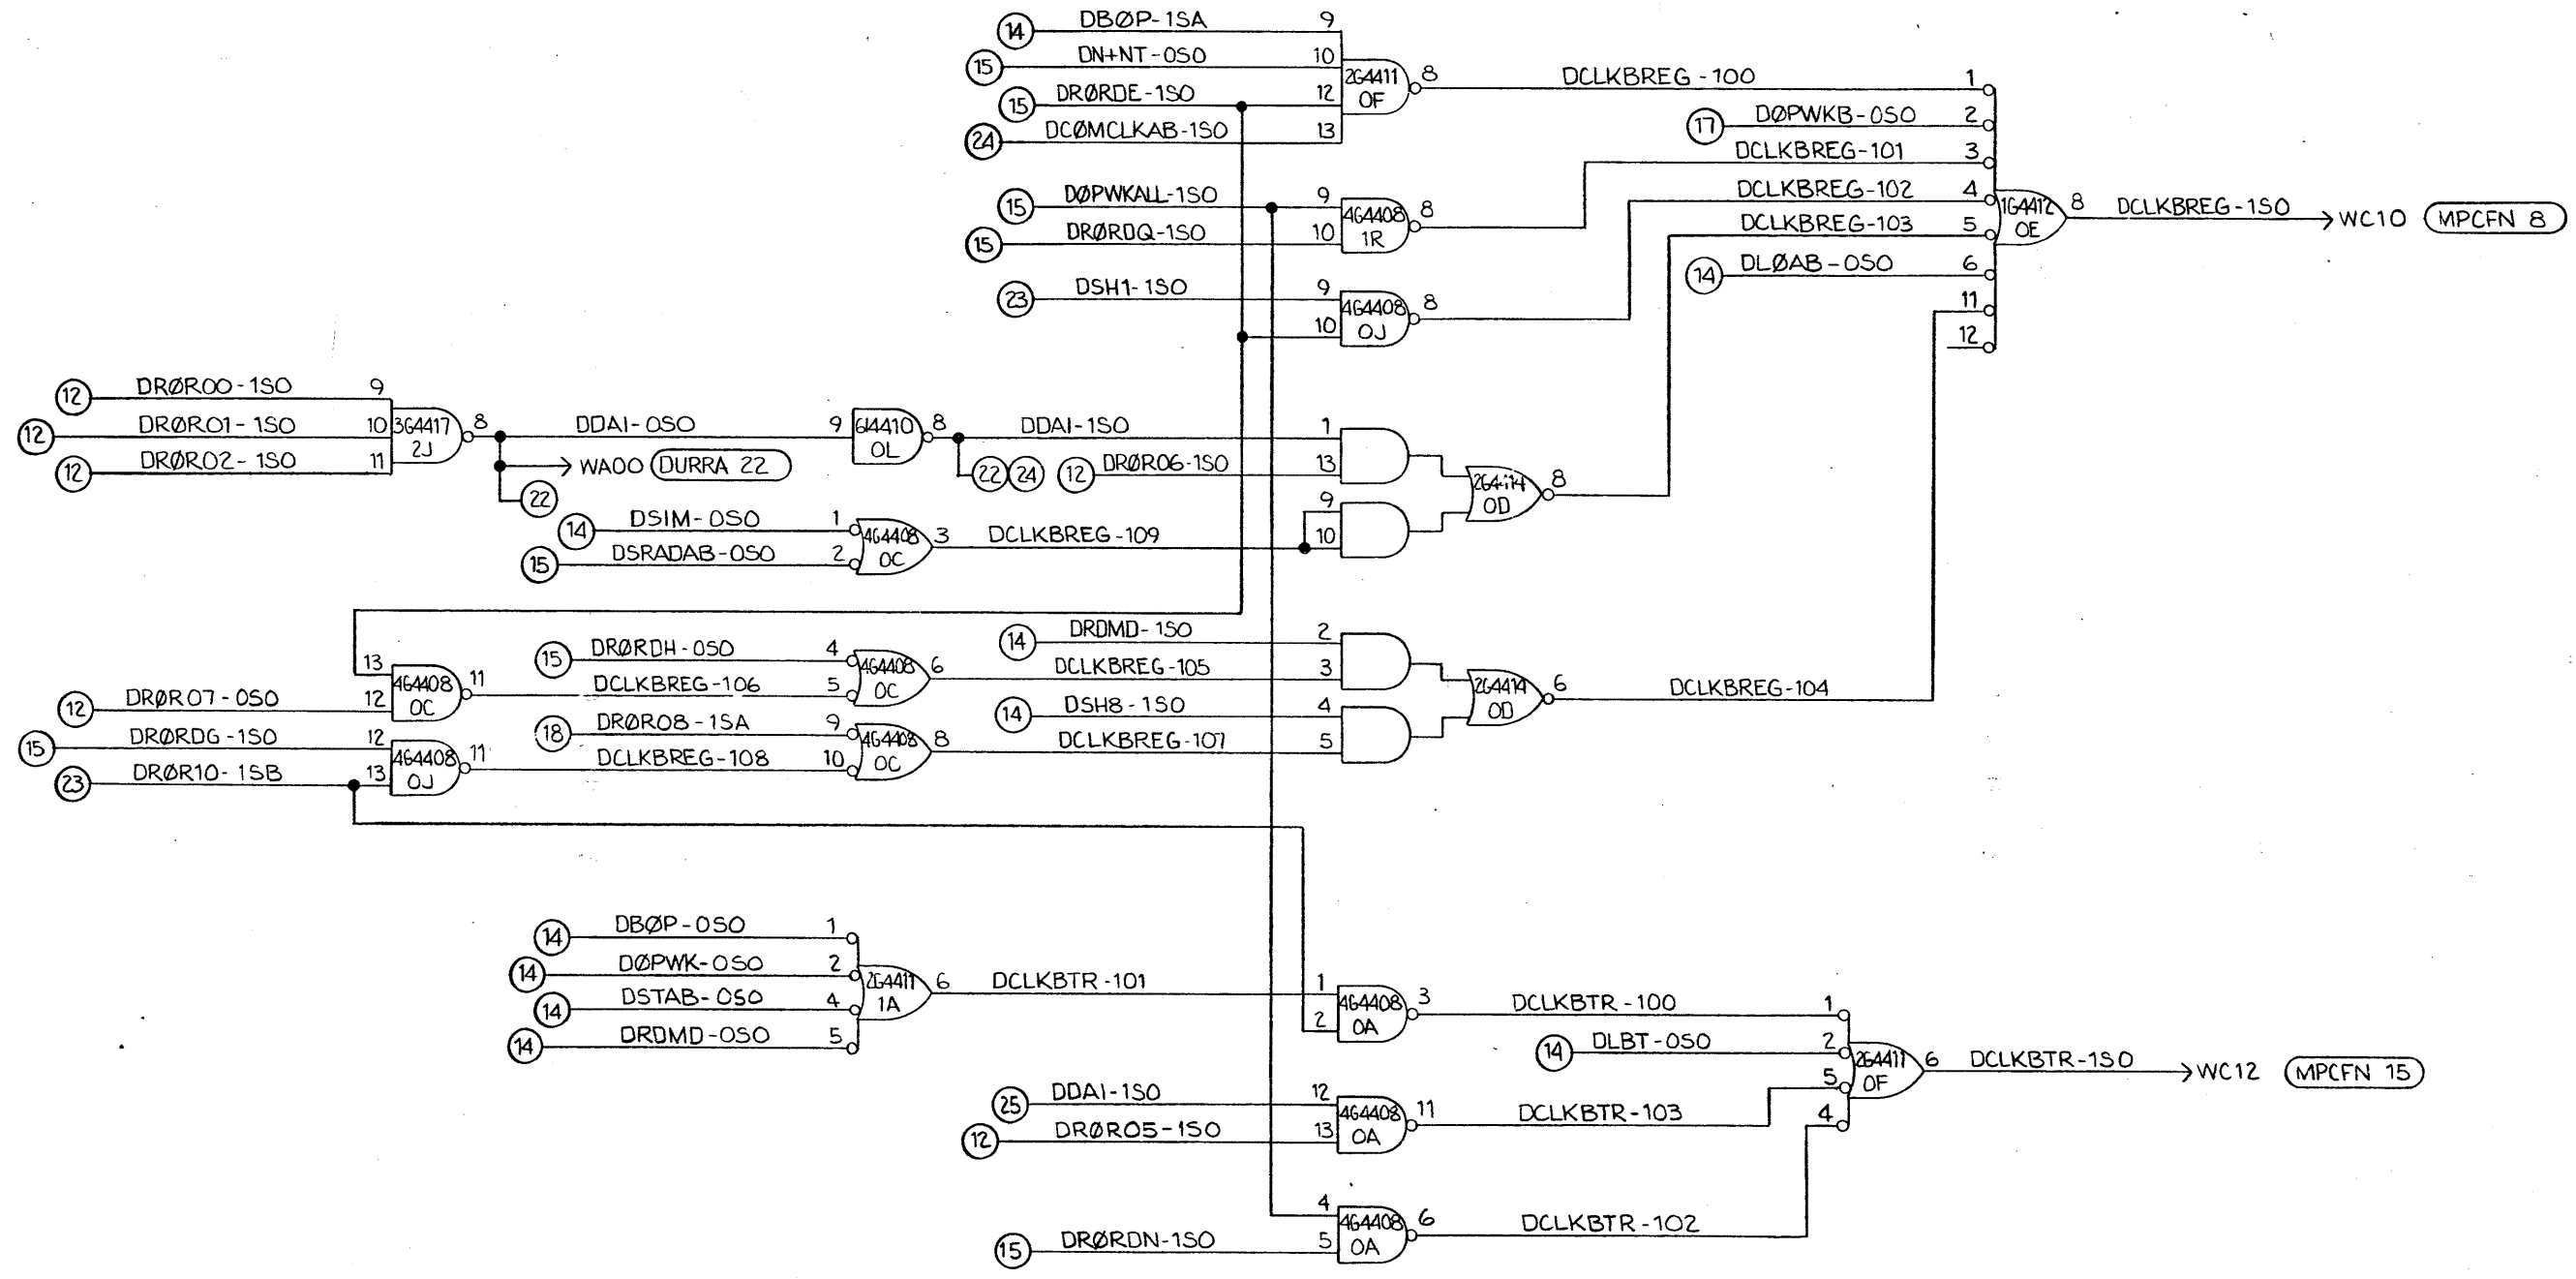 14 DBØP-1SA 9
15 DN+NT-0S0 10
15 DRØRDE-1S0 12
24 DCØMCLKAB-1S0 13
2G4411 0F 8 DCLKBREG-100 1
17 DØPWKB-0S0 2
DCLKBREG-101 3
DCLKBREG-102 4
DCLKBREG-103 5
14 DLØAB-0S0 6
11
12
1G4412 0E 8 DCLKBREG-1S0 WC10 MPCFN 8
15 DØPWKALL-1S0 9
15 DRØRDQ-1S0 10
4G4408 1R 8
23 DSH1-1S0 9
10
4G4408 0J 8
12 DRØR00-1S0 9
12 DRØR01-1S0 10
12 DRØR02-1S0 11
3G4417 2J 8 DDAI-0S0 9
WA00 DURRA 22
22
6I4410 0L 8 DDAI-1S0 1
22 24 12 DRØR06-1S0 13
9
10
2G4414 0D 8
14 DSIM-0S0 1
15 DSRADAB-0S0 2
4G4408 0C 3 DCLKBREG-109
13
12 DRØR07-0S0 12
4G4408 0C 11
15 DRØRDH-0S0 4
DCLKBREG-106 5
4G4408 0C 6
14 DRDMD-1S0 2
DCLKBREG-105 3
14 DSH8-1S0 4
DCLKBREG-107 5
2G4414 0D 6 DCLKBREG-104
15 DRØRDG-1S0 12
23 DRØR10-1SB 13
4G4408 0J 11
18 DRØR08-1SA 9
DCLKBREG-108 10
4G4408 0C 8
14 DBØP-0S0 1
14 DØPWK-0S0 2
14 DSTAB-0S0 4
14 DRDMD-0S0 5
2G4411 1A 6 DCLKBTR-101 1
2
4G4408 0A 3 DCLKBTR-100 1
14 DLBT-0S0 2
5
4
2G4411 0F 6 DCLKBTR-1S0 WC12 MPCFN 15
25 DDAI-1S0 12
12 DRØR05-1S0 13
4G4408 0A 11 DCLKBTR-103
4
15 DRØRDN-1S0 5
4G4408 0A 6 DCLKBTR-102